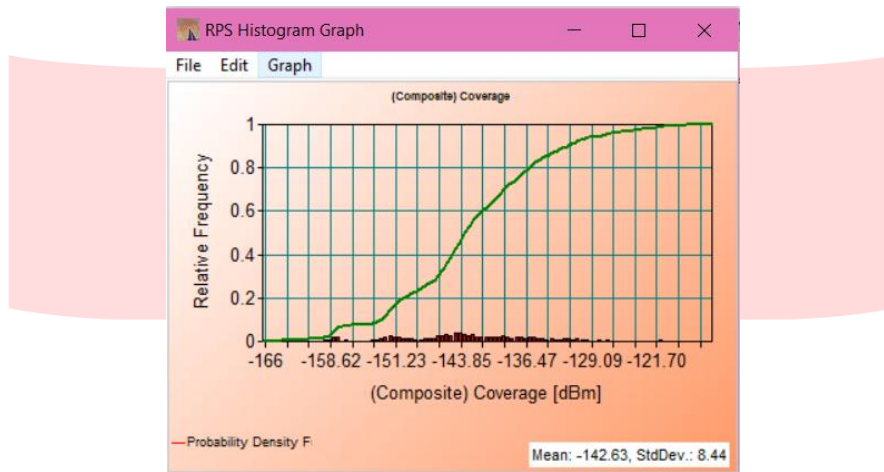 RPS Histogram Graph
File Edit Graph
(Composite) Coverage
1
0.8
0.6
0.4
0.2
0
Relative Frequency
-166 -158.62 -151.23 -143.85 -136.47 -129.09 -121.70
(Composite) Coverage [dBm]
Probability Density F
Mean: -142.63, StdDev.: 8.44